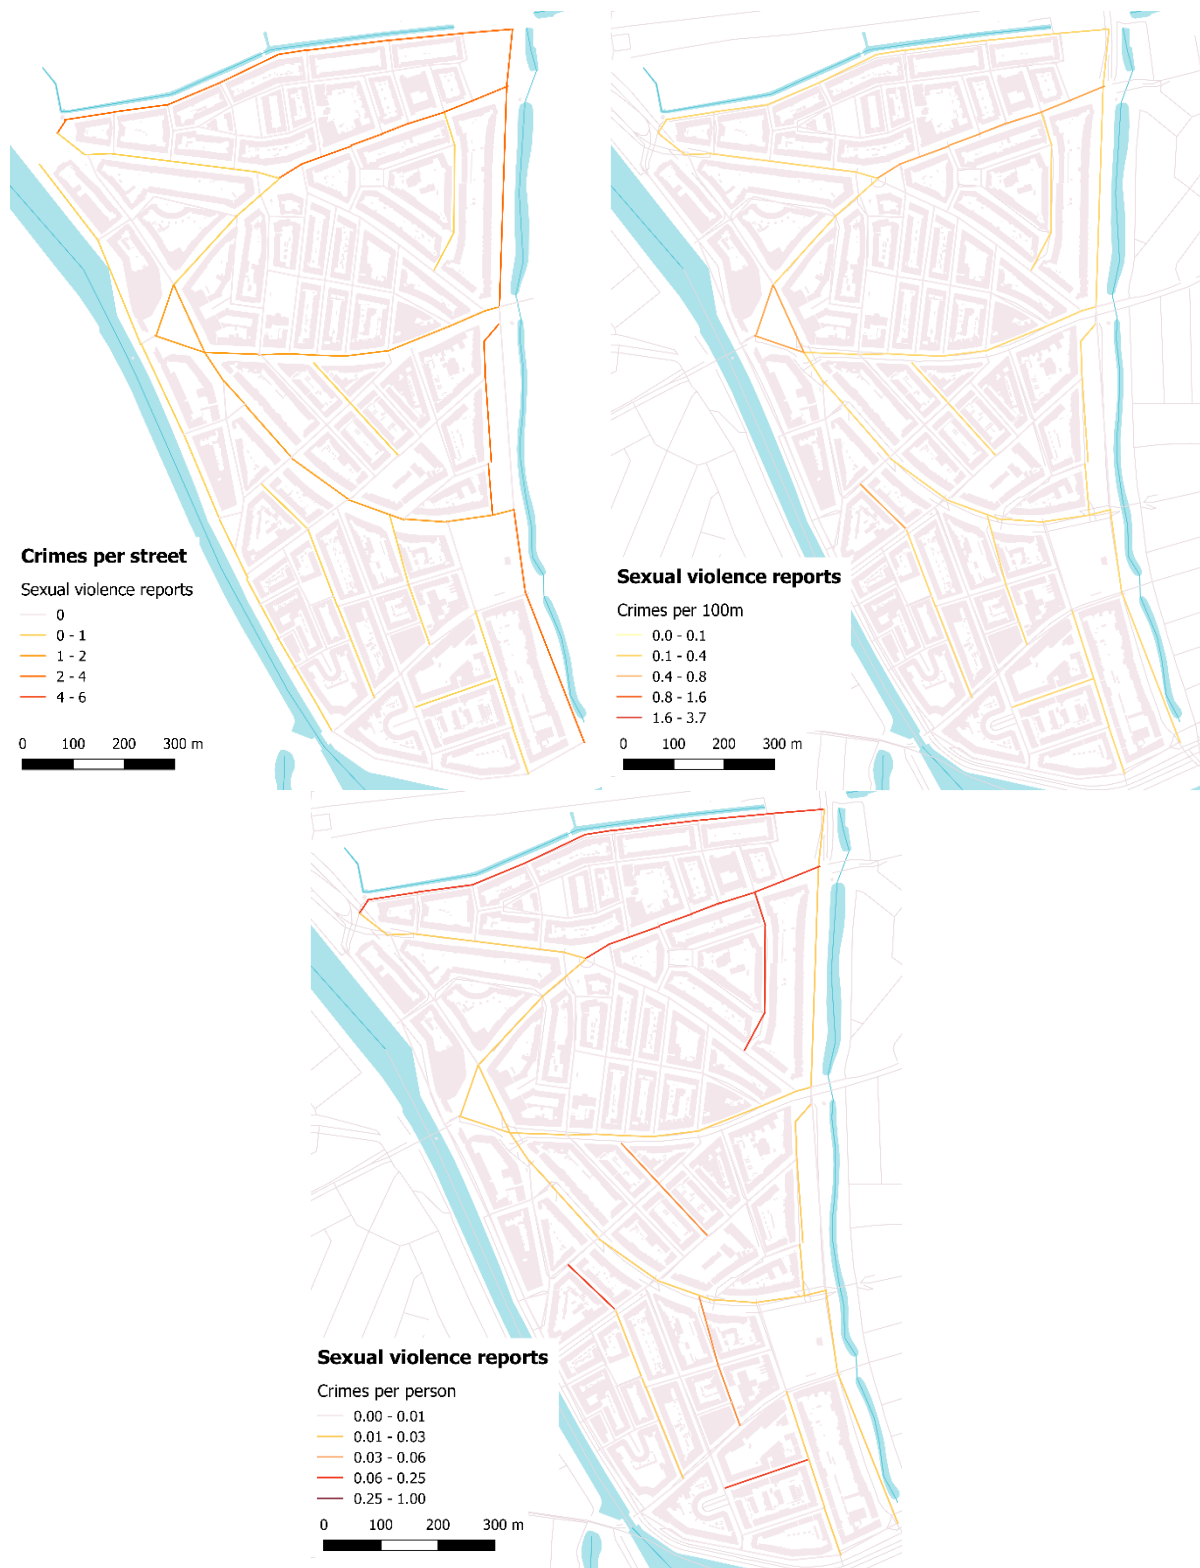 Crimes per street
Sexual violence reports
0
0 - 1
1 - 2
2 - 4
4 - 6
0 100 200 300 m
Sexual violence reports
Crimes per 100m
0.0 - 0.1
0.1 - 0.4
0.4 - 0.8
0.8 - 1.6
1.6 - 3.7
0 100 200 300 m
Sexual violence reports
Crimes per person
0.00 - 0.01
0.01 - 0.03
0.03 - 0.06
0.06 - 0.25
0.25 - 1.00
0 100 200 300 m